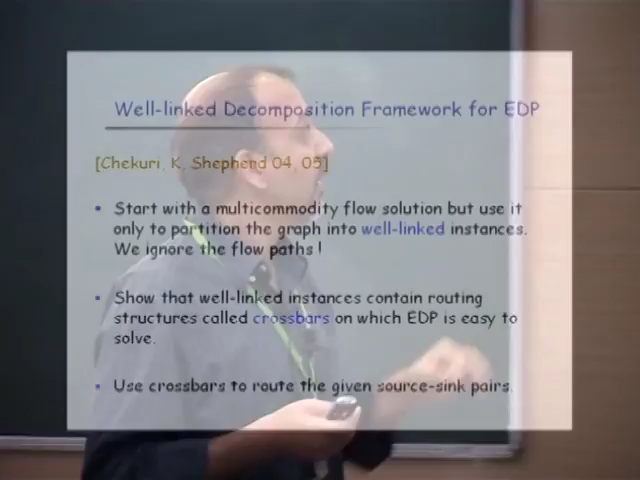 Well-linked Decomposition Framework for EDP
[Chekuri, K, Shepherd 04, 05]
• Start with a multicommodity flow solution but use it
only to partition the graph into well-linked instances.
We ignore the flow paths !
• Show that well-linked instances contain routing
structures called crossbars on which EDP is easy to
solve.
• Use crossbars to route the given source-sink pairs.